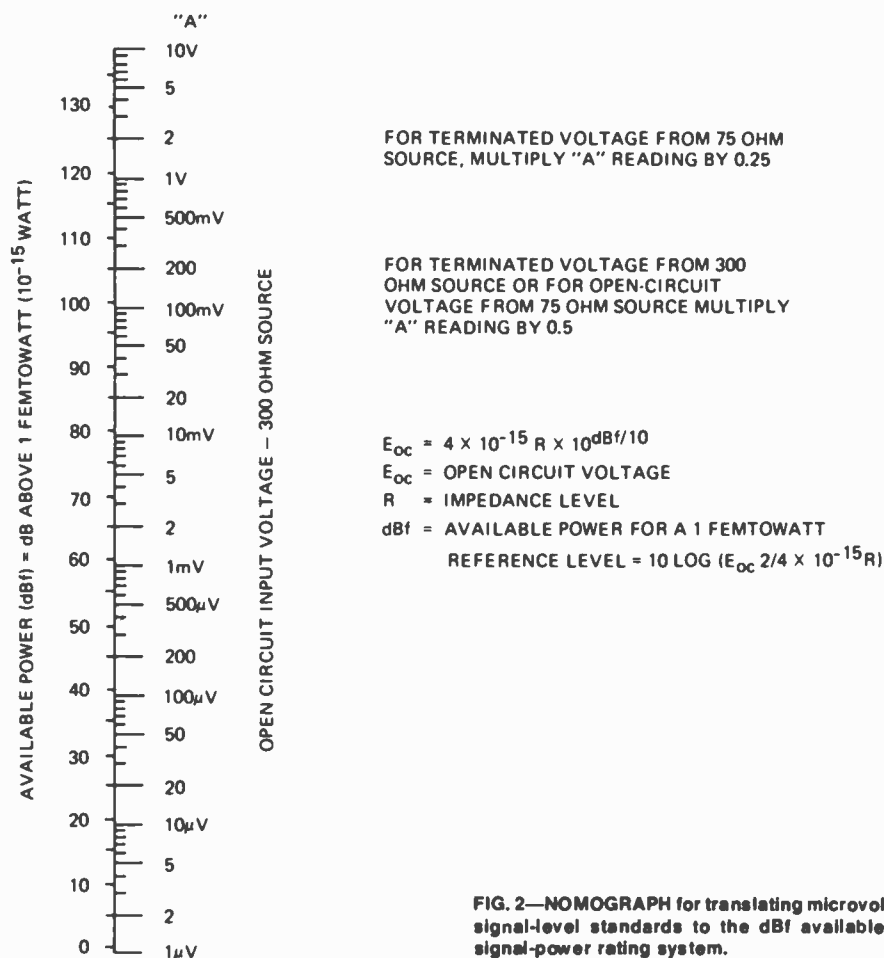 "A"
AVAILABLE POWER (dBf) = dB ABOVE 1 FEMTOWATT (10⁻¹⁵ WATT)
130
120
110
100
90
80
70
60
50
40
30
20
10
0
10V
5
2
1V
500mV
200
100mV
50
20
10mV
5
2
1mV
500μV
200
100μV
50
20
10μV
5
2
1μV
OPEN CIRCUIT INPUT VOLTAGE – 300 OHM SOURCE
FOR TERMINATED VOLTAGE FROM 75 OHM
SOURCE, MULTIPLY "A" READING BY 0.25
FOR TERMINATED VOLTAGE FROM 300
OHM SOURCE OR FOR OPEN-CIRCUIT
VOLTAGE FROM 75 OHM SOURCE MULTIPLY
"A" READING BY 0.5
E_oc = 4 × 10⁻¹⁵ R × 10^dBf/10
E_oc = OPEN CIRCUIT VOLTAGE
R = IMPEDANCE LEVEL
dBf = AVAILABLE POWER FOR A 1 FEMTOWATT
REFERENCE LEVEL = 10 LOG (E_oc 2/4 × 10⁻¹⁵R)
FIG. 2—NOMOGRAPH for translating microvol
signal-level standards to the dBf available
signal-power rating system.